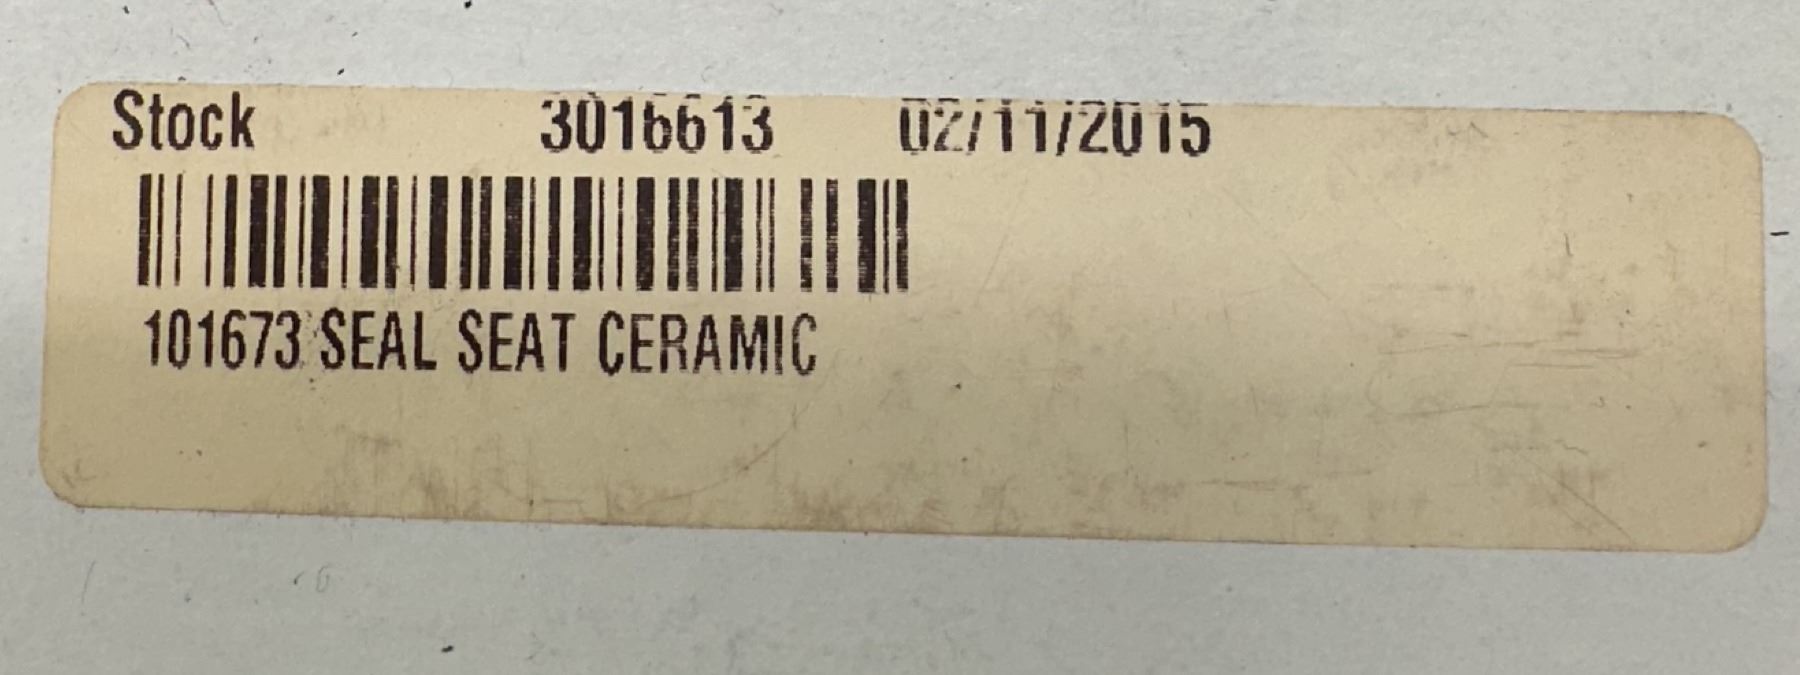 Stock 3016613 02/11/2015
101673 SEAL SEAT CERAMIC